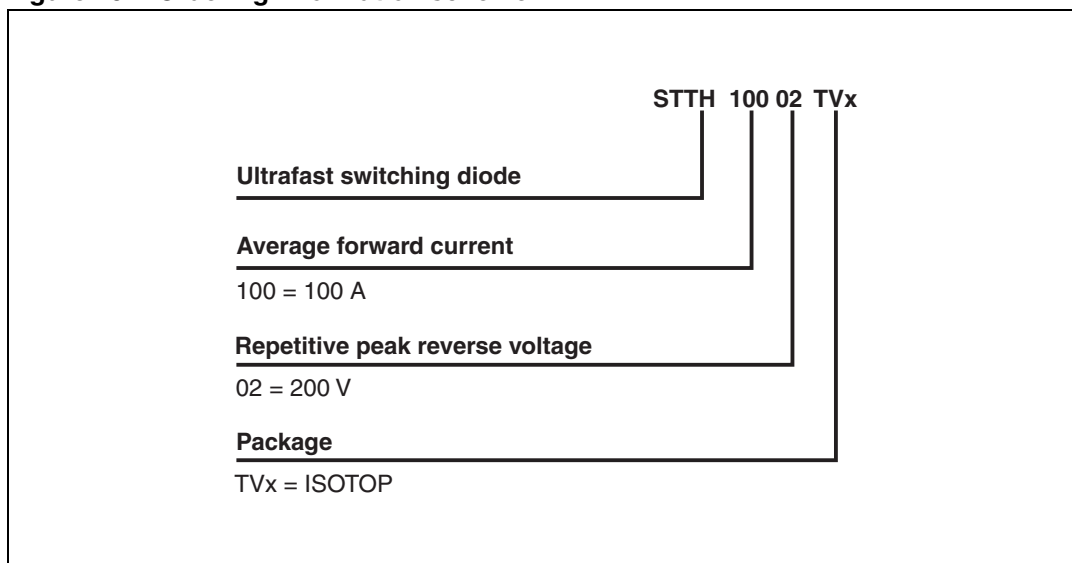 STTH 100 02 TVx
Ultrafast switching diode
Average forward current
100 = 100 A
Repetitive peak reverse voltage
02 = 200 V
Package
TVx = ISOTOP